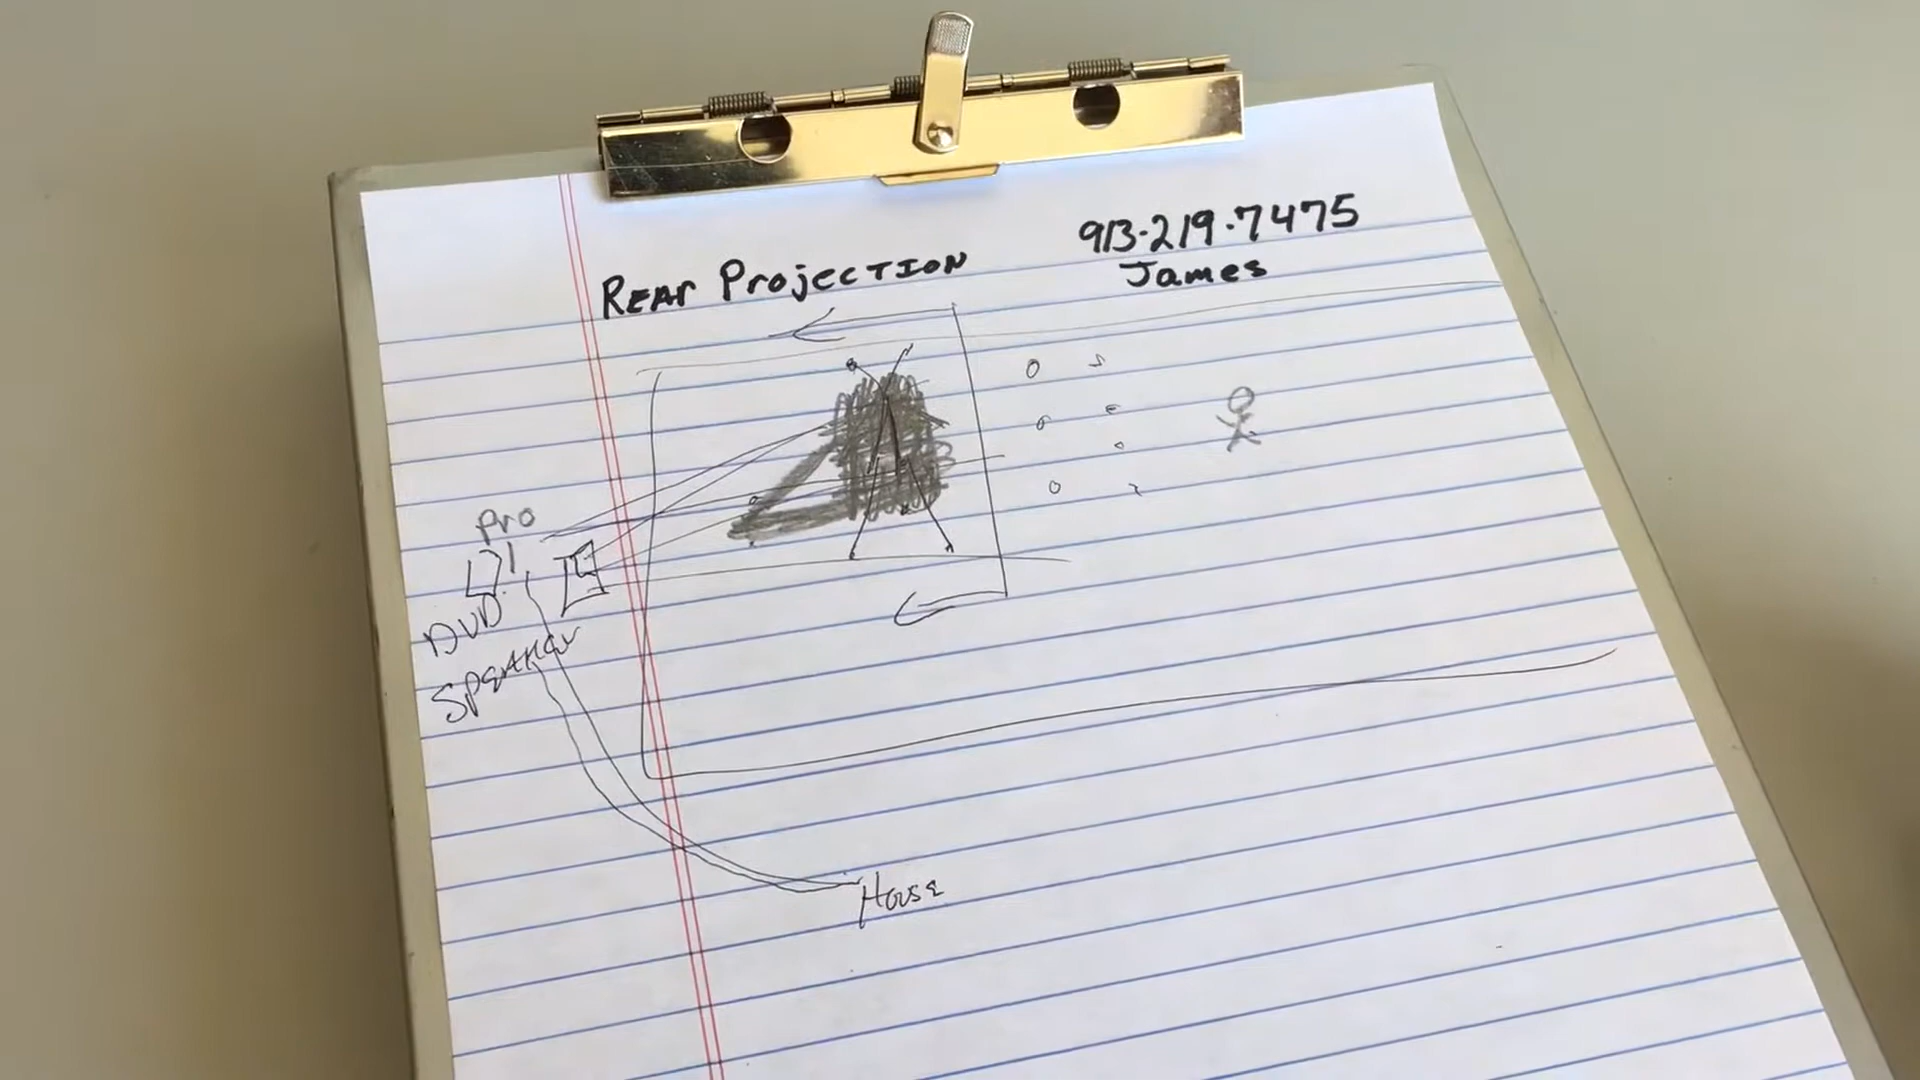 REAr ProjecTION
913-219-7475
James
Pro
DVD
SPEAKEr
House